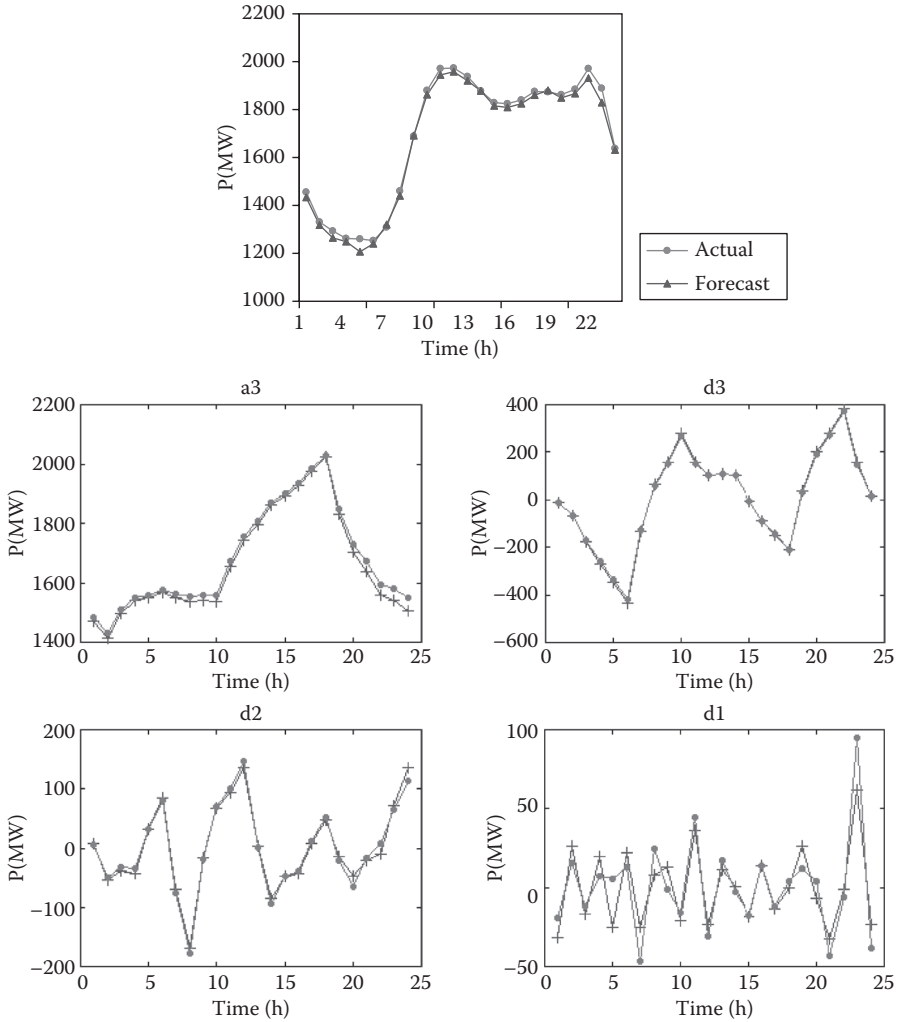 2200
2000
1800
1600
1400
1200
1000
P(MW)
1 4 7 10 13 16 19 22
Time (h)
Actual
Forecast
a3
2200
2000
1800
1600
1400
P(MW)
0 5 10 15 20 25
Time (h)
d3
400
200
0
−200
−400
−600
P(MW)
0 5 10 15 20 25
Time (h)
d2
200
100
0
−100
−200
P(MW)
0 5 10 15 20 25
Time (h)
d1
100
50
0
−50
P(MW)
0 5 10 15 20 25
Time (h)